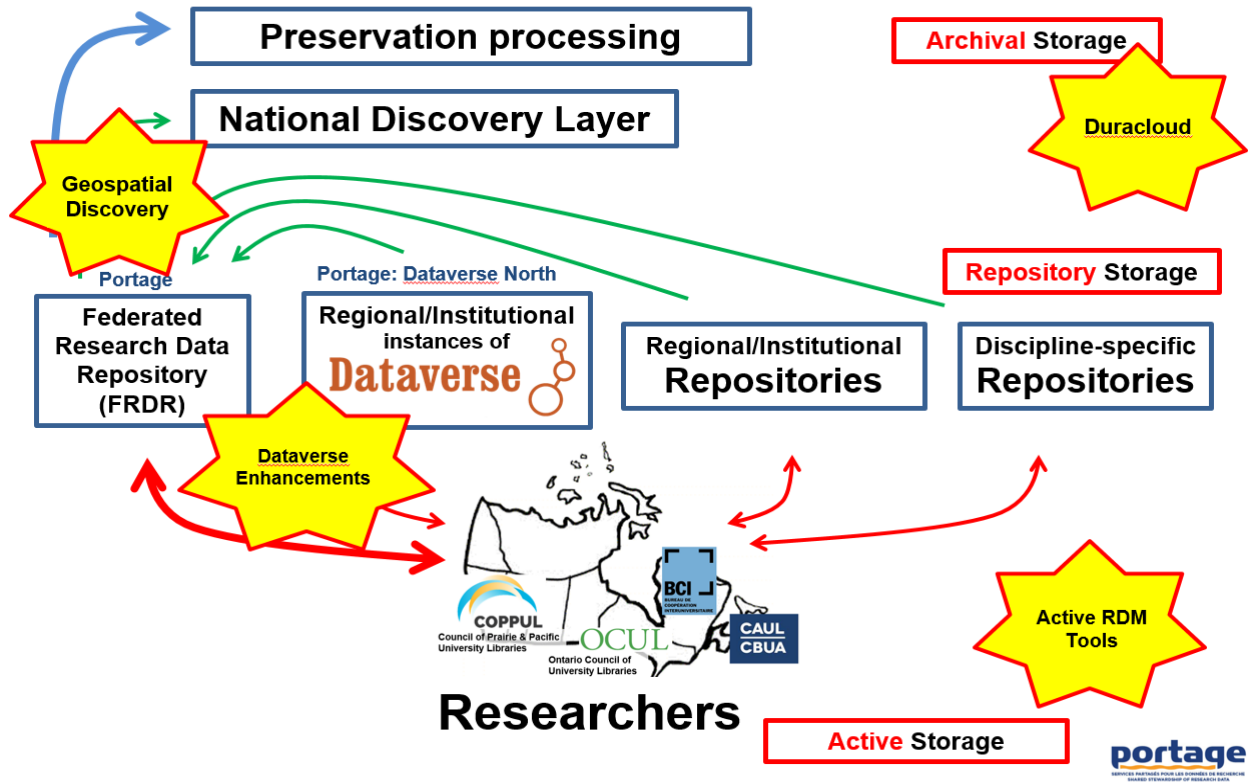 Preservation processing
Archival Storage
National Discovery Layer
Duracloud
Geospatial
Discovery
Portage
Portage: Dataverse North
Repository Storage
Federated
Research Data
Repository
(FRDR)
Regional/Institutional
instances of
Dataverse
Regional/Institutional
Repositories
Discipline-specific
Repositories
Dataverse
Enhancements
BCI
BUREAU DE
COOPÉRATION
INTERUNIVERSITAIRE
COPPUL
Council of Prairie & Pacific
University Libraries
OCUL
Ontario Council of
University Libraries
CAUL
CBUA
Active RDM
Tools
Researchers
Active Storage
portage
SERVICES PARTAGÉS POUR LES DONNÉES DE RECHERCHE
SHARED STEWARDSHIP OF RESEARCH DATA